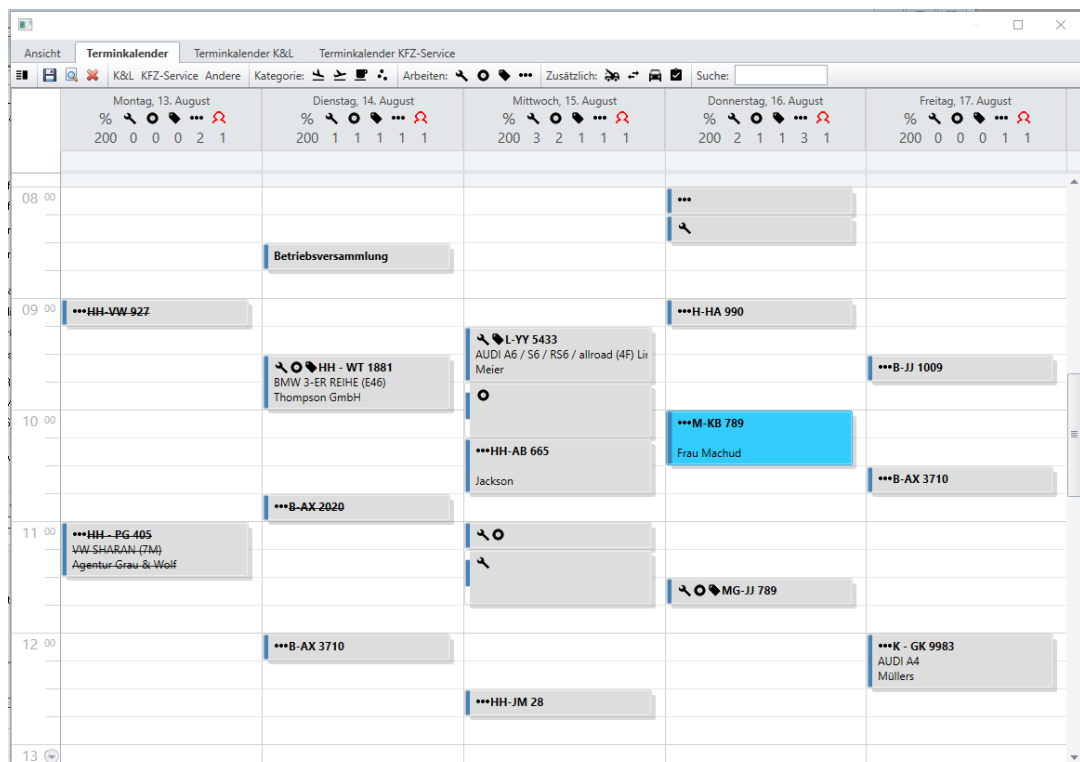 Ansicht Terminkalender Terminkalender K&L Terminkalender KFZ-Service
K&L KFZ-Service Andere Kategorie: Arbeiten: Zusätzlich: Suche:
Montag, 13. August Dienstag, 14. August Mittwoch, 15. August Donnerstag, 16. August Freitag, 17. August
% % % % %
200 0 0 0 2 1 200 1 1 1 1 1 200 3 2 1 1 1 200 2 1 1 3 1 200 0 0 0 1 1
08 00
•••
Betriebsversammlung
09 00
•••HH-VW 927
•••H-HA 990
L-YY 5433
AUDI A6 / S6 / RS6 / allroad (4F) Lir
Meier
HH - WT 1881
BMW 3-ER REIHE (E46)
Thompson GmbH
•••B-JJ 1009
10 00
•••M-KB 789
Frau Machud
•••HH-AB 665
Jackson
•••B-AX 3710
•••B-AX 2020
11 00
•••HH - PG 405
VW SHARAN (7M)
Agentur Grau & Wolf
MG-JJ 789
12 00
•••B-AX 3710
•••K - GK 9983
AUDI A4
Müllers
•••HH-JM 28
13